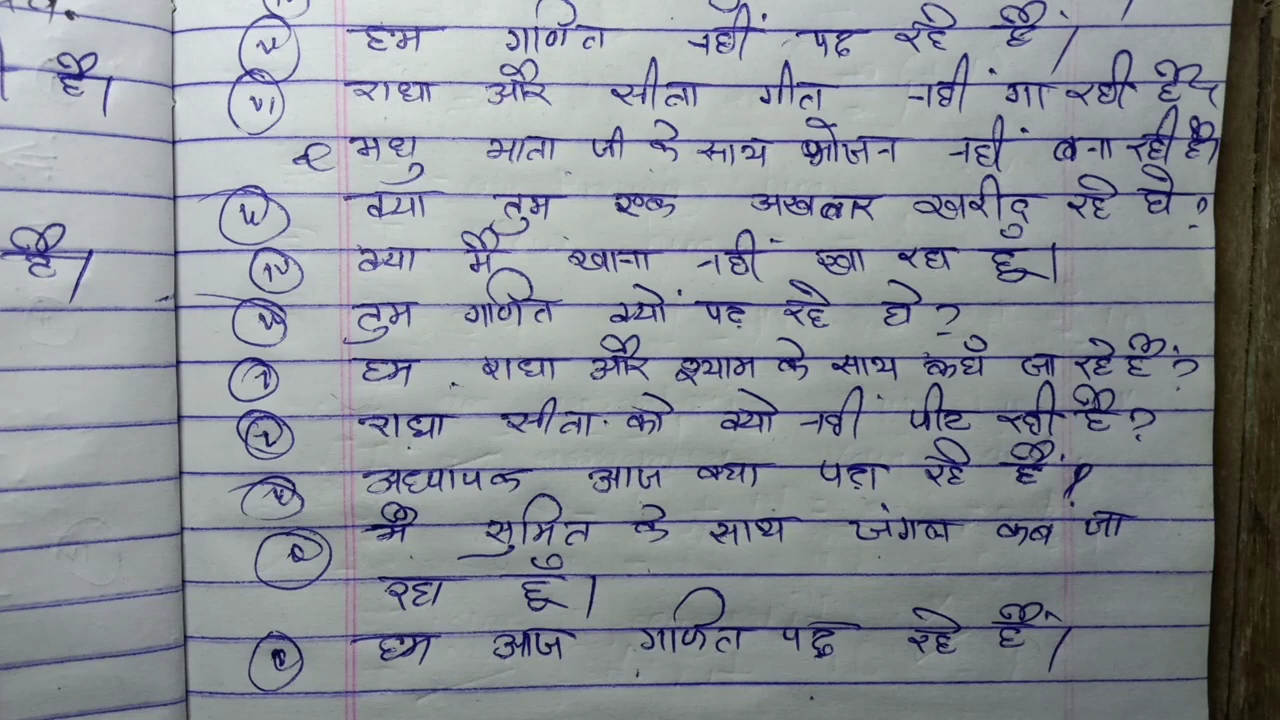 हम गणित नहीं पढ़ रहे हैं।
है।
राधा और सीता गीत नहीं गा रही हैं
मधु माता जी के साथ भोजन नहीं बना रही है
क्या तुम एक अखबार खरीद रहे थे?
है।
क्या मैं खाना नहीं खा रहा हूँ।
तुम गणित क्यों पढ़ रहे थे?
हम राधा और श्याम के साथ कहाँ जा रहे हैं?
राधा सीता को क्यो नहीं पीट रही है?
अध्यापक आज क्या पढ़ा रहे हैं?
मै सुमित के साथ जंगल कब जा
रहा हूँ।
हम आज गणित पढ़ रहे हैं।